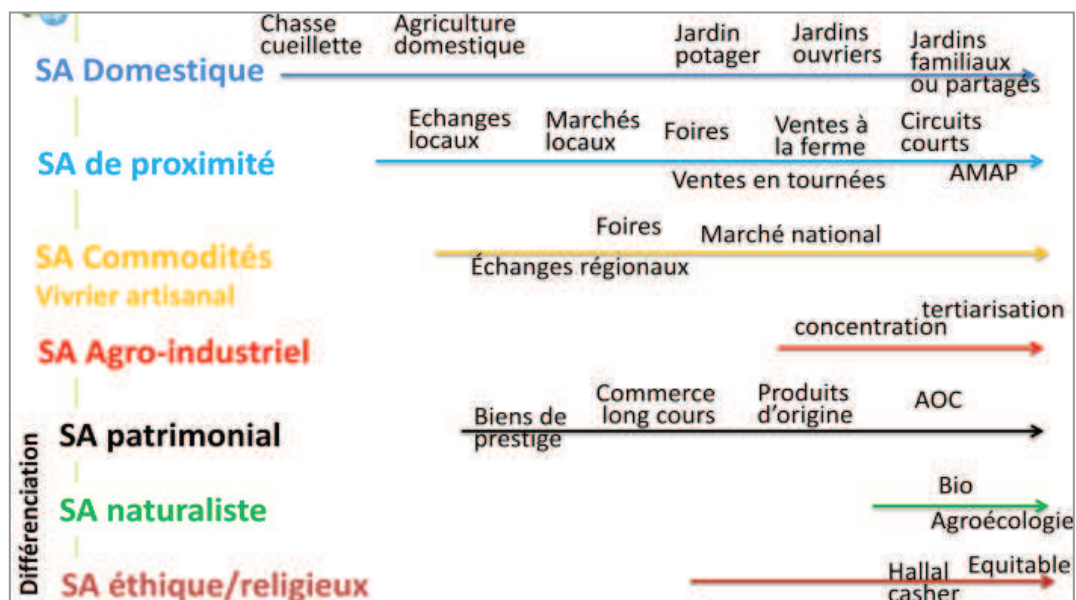 Chasse
cueillette
Agriculture
domestique
Jardin
potager
Jardins
ouvriers
Jardins
familiaux
ou partagés
SA Domestique
Echanges
locaux
Marchés
locaux
Foires
Ventes à
la ferme
Circuits
courts
SA de proximité
Ventes en tournées
AMAP
Foires
Marché national
SA Commodités
Échanges régionaux
Vivrier artisanal
tertiarisation
concentration
SA Agro-industriel
Biens de
prestige
Commerce
long cours
Produits
d'origine
AOC
SA patrimonial
Différenciation
Bio
SA naturaliste
Agroécologie
Equitable
Hallal
casher
SA éthique/religieux